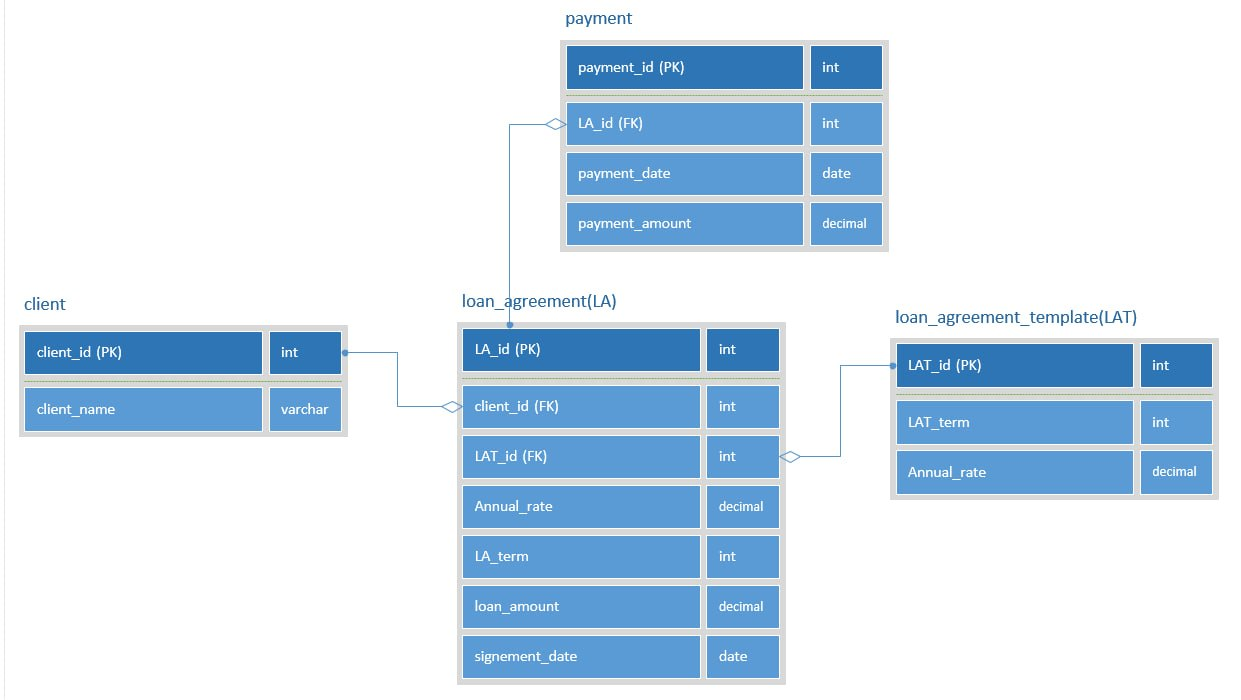 payment
payment_id (PK) int
LA_id (FK) int
payment_date date
payment_amount decimal
client
client_id (PK) int
client_name varchar
loan_agreement(LA)
LA_id (PK) int
client_id (FK) int
LAT_id (FK) int
Annual_rate decimal
LA_term int
loan_amount decimal
signement_date date
loan_agreement_template(LAT)
LAT_id (PK) int
LAT_term int
Annual_rate decimal